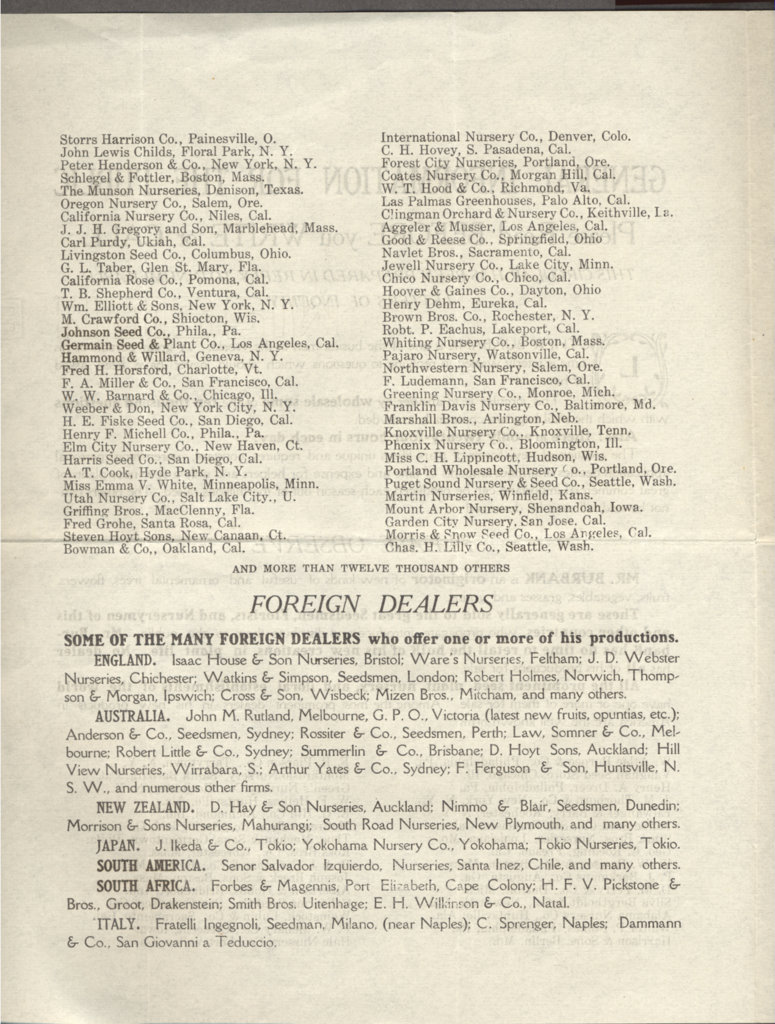 Storrs Harrison Co., Painesville, O.
John Lewis Childs, Floral Park, N. Y.
Peter Henderson & Co., New York, N. Y.
Schlegel & Fottler, Boston, Mass.
The Munson Nurseries, Denison, Texas.
Oregon Nursery Co., Salem, Ore.
California Nursery Co., Niles, Cal.
J. J. H. Gregory and Son, Marblehead, Mass.
Carl Purdy, Ukiah, Cal.
Livingston Seed Co., Columbus, Ohio.
G. L. Taber, Glen St. Mary, Fla.
California Rose Co., Pomona, Cal.
T. B. Shepherd Co., Ventura, Cal.
Wm. Elliott & Sons, New York, N. Y.
M. Crawford Co., Shiocton, Wis.
Johnson Seed Co., Phila., Pa.
Germain Seed & Plant Co., Los Angeles, Cal.
Hammond & Willard, Geneva, N. Y.
Fred H. Horsford, Charlotte, Vt.
F. A. Miller & Co., San Francisco, Cal.
W. W. Barnard & Co., Chicago, Ill.
Weeber & Don, New York City, N. Y.
H. E. Fiske Seed Co., San Diego, Cal.
Henry F. Michell Co., Phila., Pa.
Elm City Nursery Co., New Haven, Ct.
Harris Seed Co., San Diego, Cal.
A. T. Cook, Hyde Park, N. Y.
Miss Emma V. White, Minneapolis, Minn.
Utah Nursery Co., Salt Lake City., U.
Griffing Bros., MacClenny, Fla.
Fred Grohe, Santa Rosa, Cal.
Steven Hoyt Sons, New Canaan, Ct.
Bowman & Co., Oakland, Cal.
International Nursery Co., Denver, Colo.
C. H. Hovey, S. Pasadena, Cal.
Forest City Nurseries, Portland, Ore.
Coates Nursery Co., Morgan Hill, Cal.
W. T. Hood & Co., Richmond, Va.
Las Palmas Greenhouses, Palo Alto, Cal.
Clingman Orchard & Nursery Co., Keithville, La.
Aggeler & Musser, Los Angeles, Cal.
Good & Reese Co., Springfield, Ohio
Navlet Bros., Sacramento, Cal.
Jewell Nursery Co., Lake City, Minn.
Chico Nursery Co., Chico, Cal.
Hoover & Gaines Co., Dayton, Ohio
Henry Dehm, Eureka, Cal.
Brown Bros. Co., Rochester, N. Y.
Robt. P. Eachus, Lakeport, Cal.
Whiting Nursery Co., Boston, Mass.
Pajaro Nursery, Watsonville, Cal.
Northwestern Nursery, Salem, Ore.
F. Ludemann, San Francisco, Cal.
Greening Nursery Co., Monroe, Mich.
Franklin Davis Nursery Co., Baltimore, Md.
Marshall Bros., Arlington, Neb.
Knoxville Nursery Co., Knoxville, Tenn.
Phœnix Nursery Co., Bloomington, Ill.
Miss C. H. Lippincott, Hudson, Wis.
Portland Wholesale Nursery Co., Portland, Ore.
Puget Sound Nursery & Seed Co., Seattle, Wash.
Martin Nurseries, Winfield, Kans.
Mount Arbor Nursery, Shenandoah, Iowa.
Garden City Nursery, San Jose, Cal.
Morris & Snow Seed Co., Los Angeles, Cal.
Chas. H. Lilly Co., Seattle, Wash.
AND MORE THAN TWELVE THOUSAND OTHERS
FOREIGN DEALERS
SOME OF THE MANY FOREIGN DEALERS who offer one or more of his productions.
ENGLAND. Isaac House & Son Nurseries, Bristol; Ware's Nurseries, Feltham; J. D. Webster
Nurseries, Chichester; Watkins & Simpson, Seedsmen, London; Robert Holmes, Norwich, Thomp-
son & Morgan, Ipswich; Cross & Son, Wisbeck; Mizen Bros., Mitcham, and many others.
AUSTRALIA. John M. Rutland, Melbourne, G. P. O., Victoria (latest new fruits, opuntias, etc.);
Anderson & Co., Seedsmen, Sydney; Rossiter & Co., Seedsmen, Perth; Law, Somner & Co., Mel-
bourne; Robert Little & Co., Sydney; Summerlin & Co., Brisbane; D. Hoyt Sons, Auckland; Hill
View Nurseries, Wirrabara, S.; Arthur Yates & Co., Sydney; F. Ferguson & Son, Huntsville, N.
S. W., and numerous other firms.
NEW ZEALAND. D. Hay & Son Nurseries, Auckland; Nimmo & Blair, Seedsmen, Dunedin;
Morrison & Sons Nurseries, Mahurangi; South Road Nurseries, New Plymouth, and many others.
JAPAN. J. Ikeda & Co., Tokio; Yokohama Nursery Co., Yokohama; Tokio Nurseries, Tokio.
SOUTH AMERICA. Senor Salvador Izquierdo, Nurseries, Santa Inez, Chile, and many others.
SOUTH AFRICA. Forbes & Magennis, Port Elizabeth, Cape Colony; H. F. V. Pickstone &
Bros., Groot, Drakenstein; Smith Bros. Uitenhage; E. H. Wilkinson & Co., Natal.
ITALY. Fratelli Ingegnoli, Seedman, Milano, (near Naples); C. Sprenger, Naples; Dammann
& Co., San Giovanni a Teduccio.